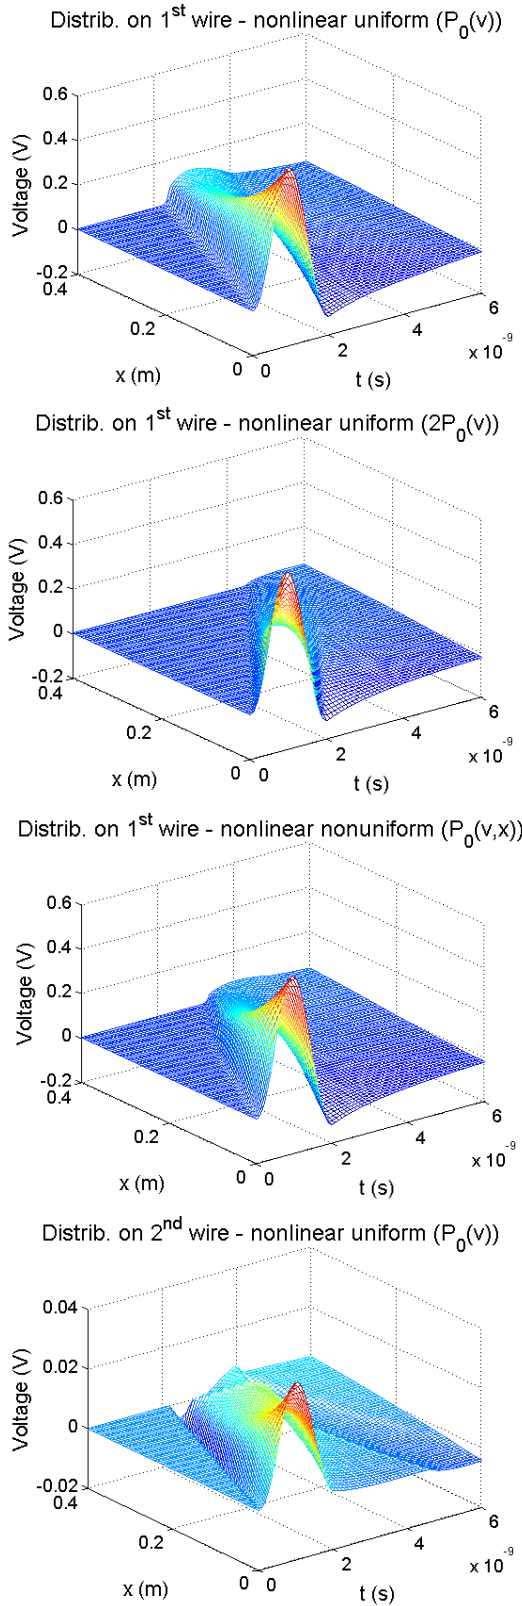 Distrib. on 1st wire - nonlinear uniform (P0(v))
0.6
0.4
0.2
0
-0.2
0.4
0.2
0
0
2
4
6
x 10-9
Voltage (V)
x (m)
t (s)
Distrib. on 1st wire - nonlinear uniform (2P0(v))
0.6
0.4
0.2
0
-0.2
0.4
0.2
0
0
2
4
6
x 10-9
Voltage (V)
x (m)
t (s)
Distrib. on 1st wire - nonlinear nonuniform (P0(v,x))
0.6
0.4
0.2
0
-0.2
0.4
0.2
0
0
2
4
6
x 10-9
Voltage (V)
x (m)
t (s)
Distrib. on 2nd wire - nonlinear uniform (P0(v))
0.04
0.02
0
-0.02
0.4
0.2
0
0
2
4
6
x 10-9
Voltage (V)
x (m)
t (s)